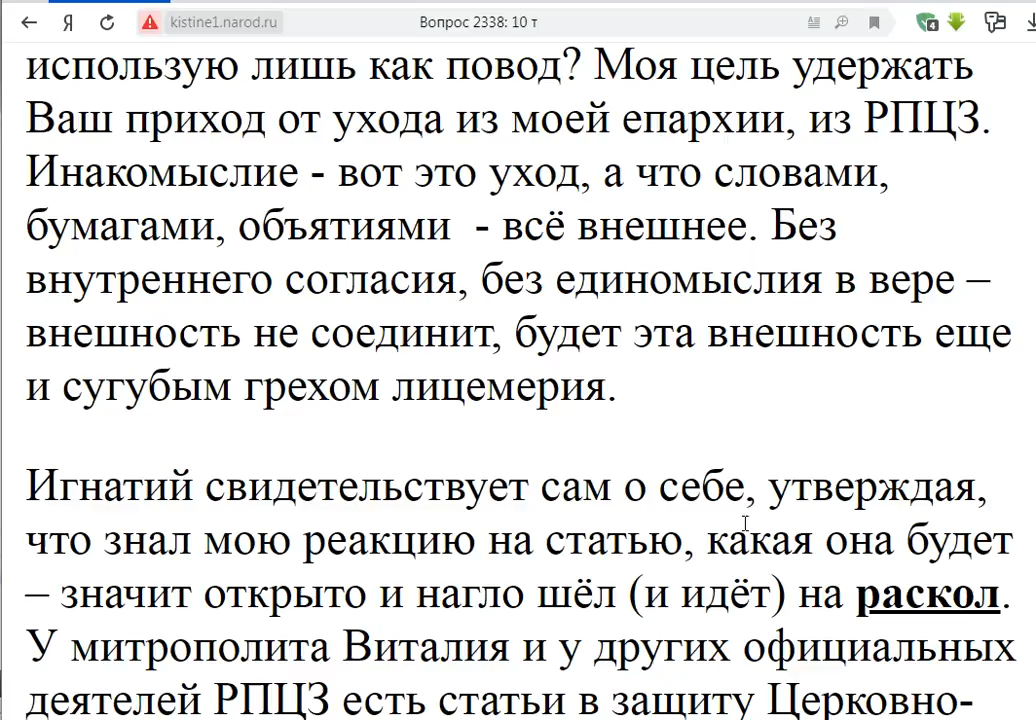 kistine1.narod.ru
Вопрос 2338: 10 т
4
использую лишь как повод? Моя цель удержать
Ваш приход от ухода из моей епархии, из РПЦЗ.
Инакомыслие - вот это уход, а что словами,
бумагами, объятиями  - всё внешнее. Без
внутреннего согласия, без единомыслия в вере –
внешность не соединит, будет эта внешность еще
и сугубым грехом лицемерия.
Игнатий свидетельствует сам о себе, утверждая,
что знал мою реакцию на статью, какая она будет
– значит открыто и нагло шёл (и идёт) на раскол.
У митрополита Виталия и у других официальных
деятелей РПЦЗ есть статьи в защиту Церковно-